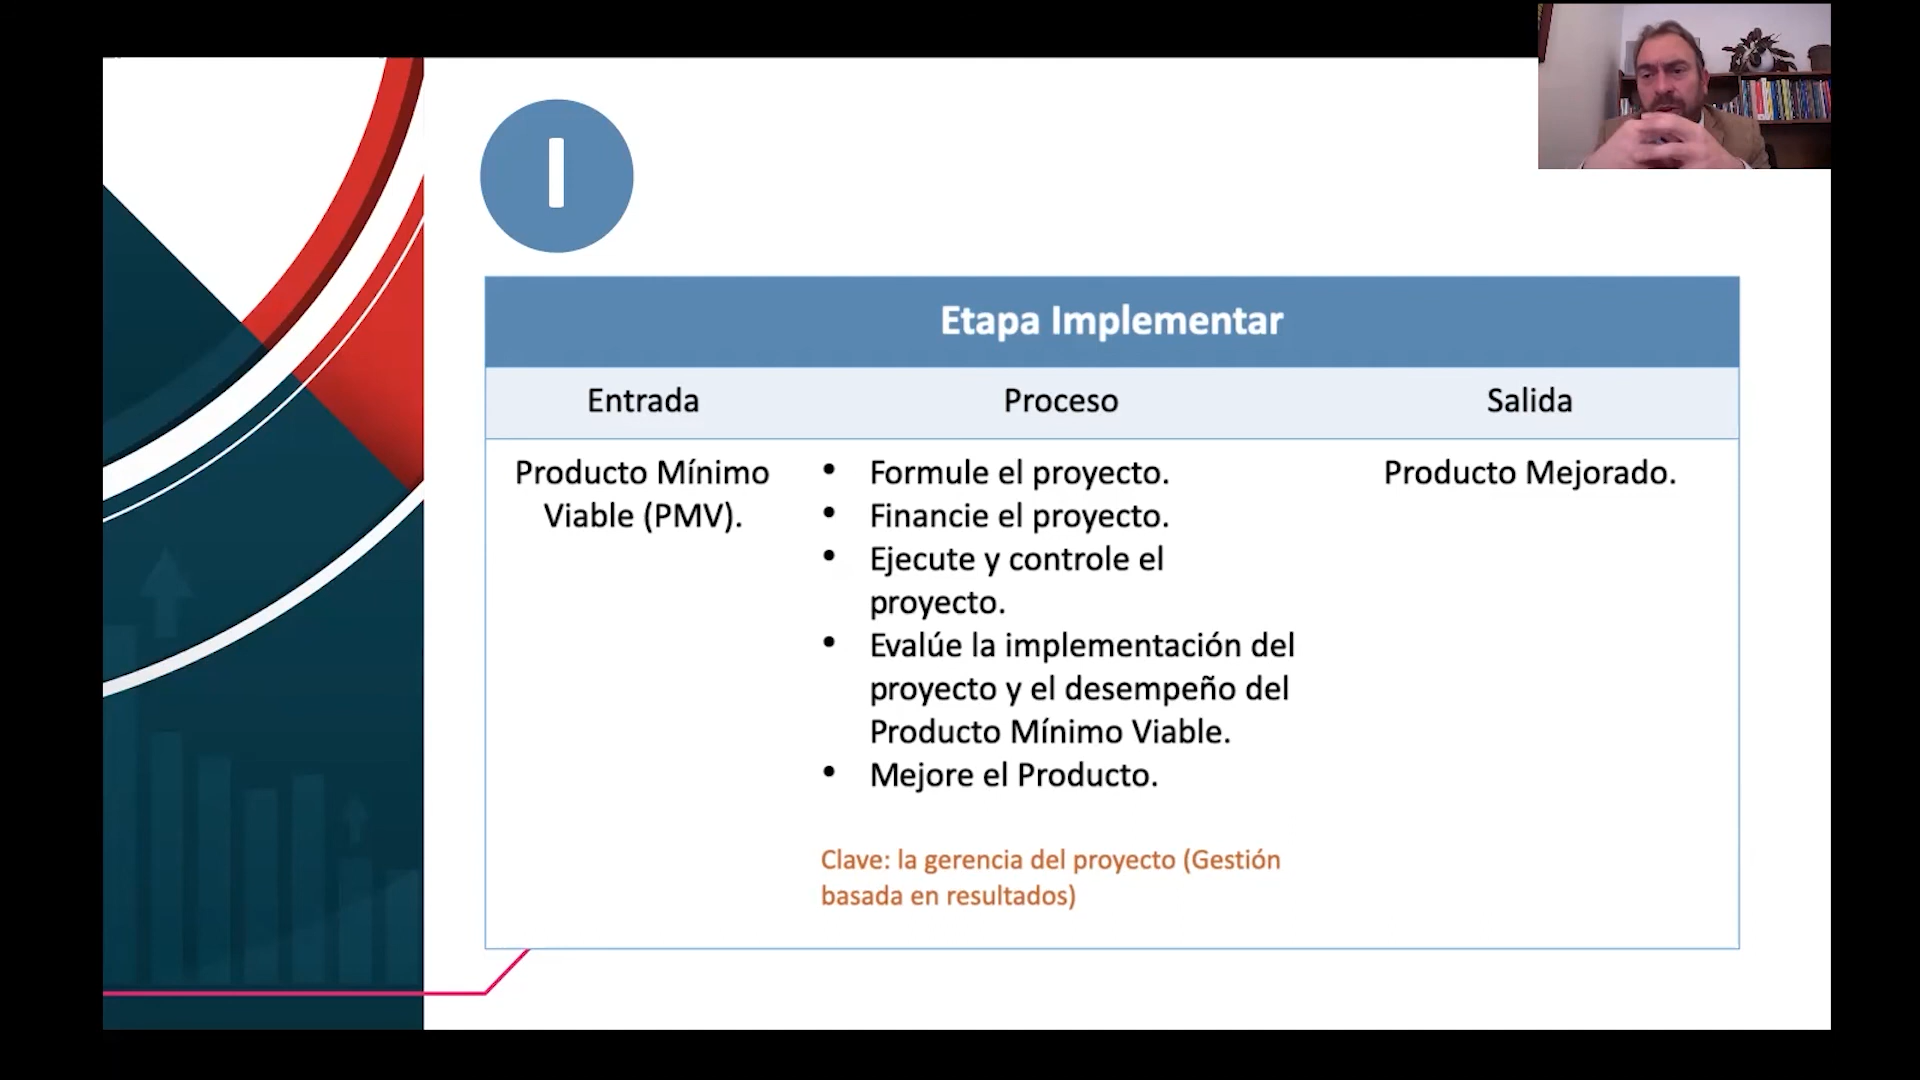 I
Etapa Implementar
Entrada
Proceso
Salida
Producto Mínimo
Viable (PMV).
• Formule el proyecto.
• Financie el proyecto.
• Ejecute y controle el
proyecto.
• Evalúe la implementación del
proyecto y el desempeño del
Producto Mínimo Viable.
• Mejore el Producto.
Clave: la gerencia del proyecto (Gestión
basada en resultados)
Producto Mejorado.